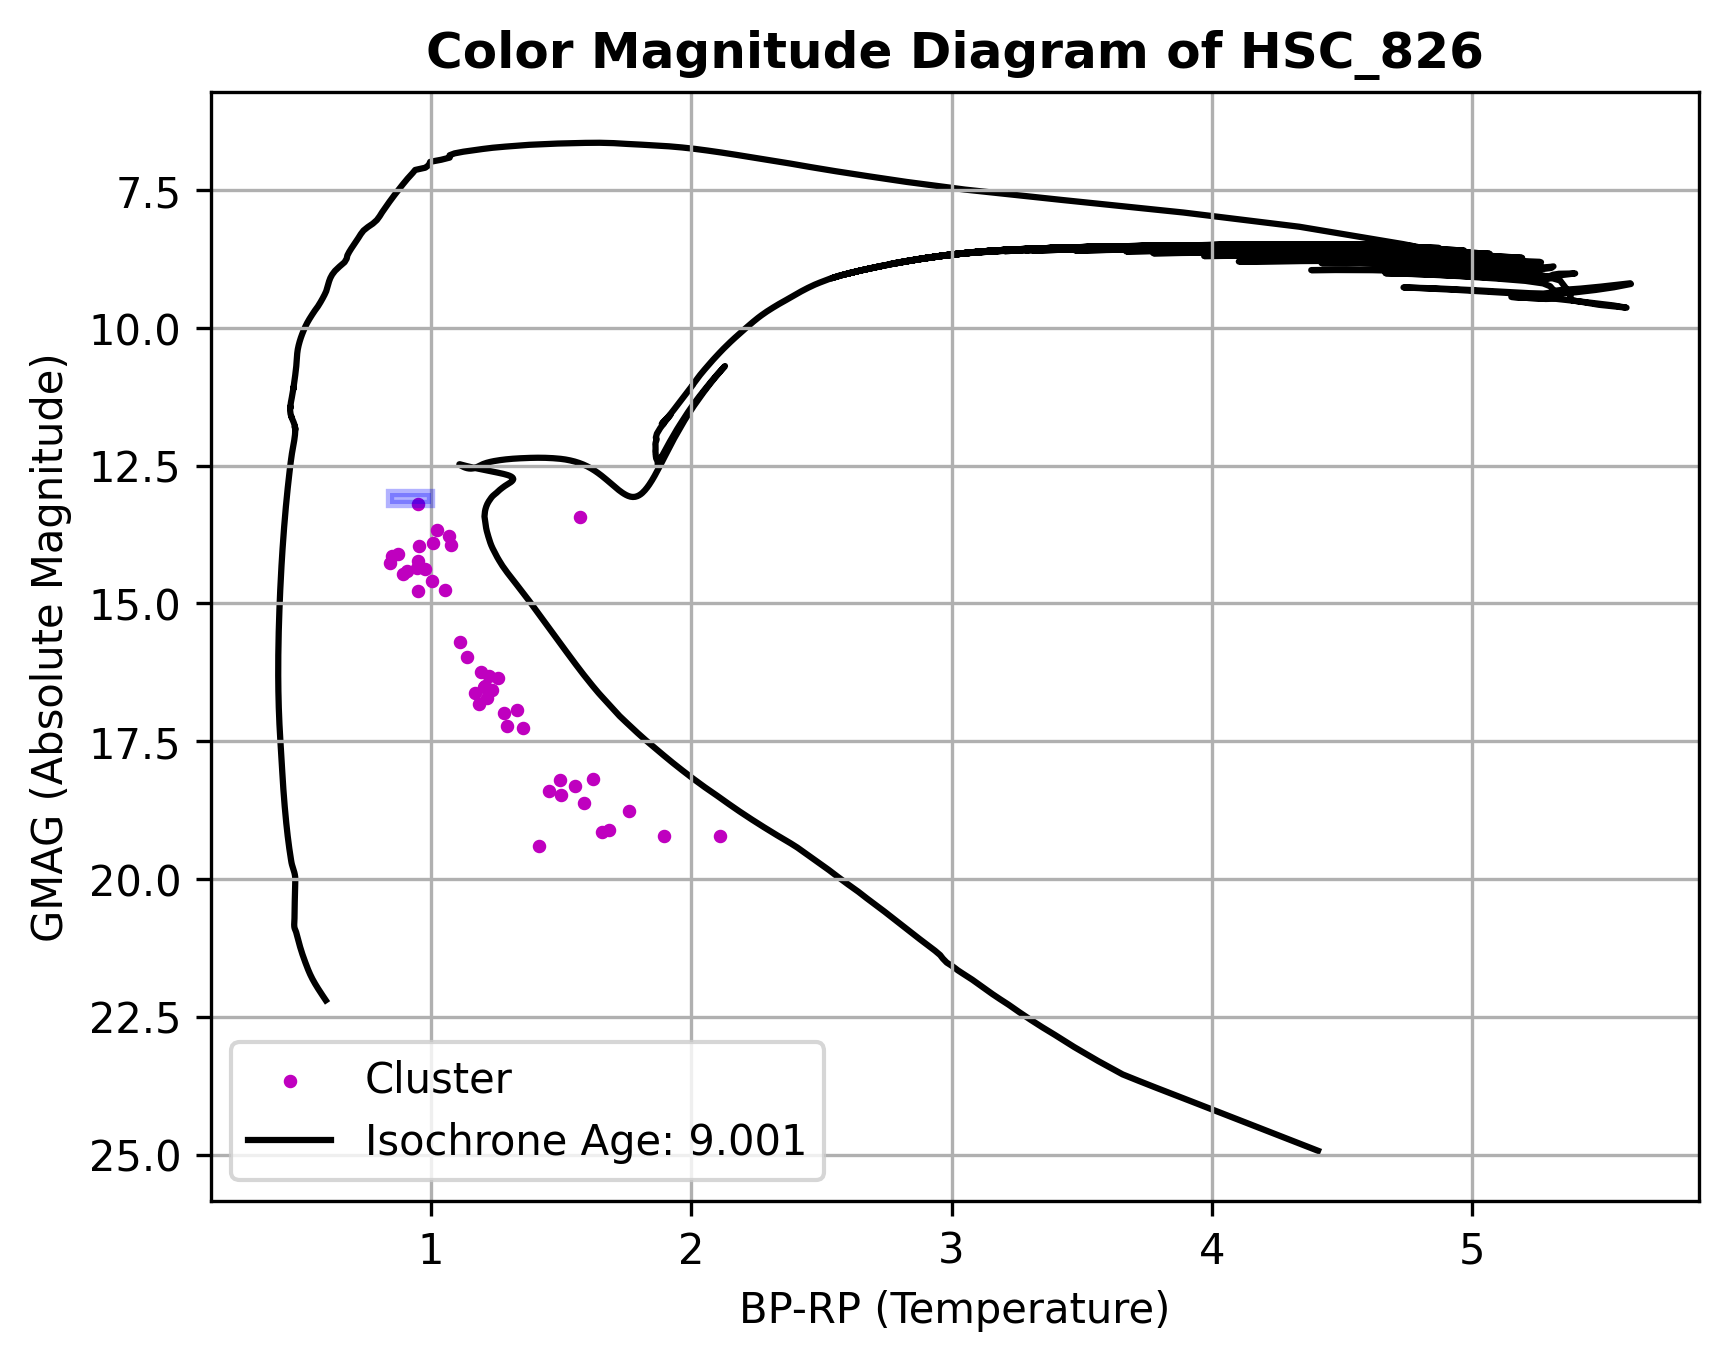 Color Magnitude Diagram of HSC_826
GMAG (Absolute Magnitude)
7.5
10.0
12.5
15.0
17.5
20.0
22.5
25.0
Cluster
Isochrone Age: 9.001
1 2 3 4 5
BP-RP (Temperature)